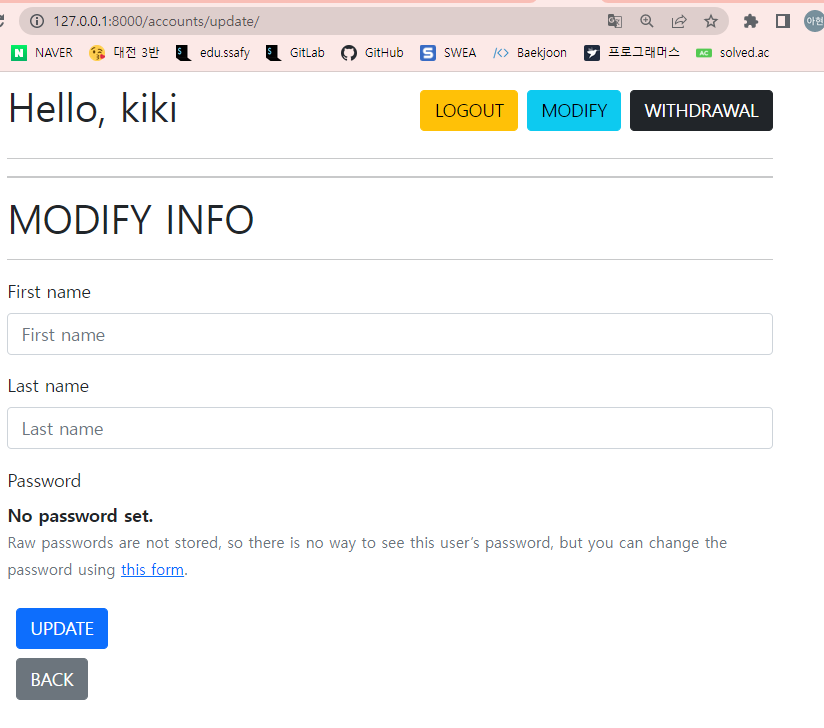 127.0.0.1:8000/accounts/update/
아현
NAVER 대전 3반 edu.ssafy GitLab GitHub SWEA Baekjoon 프로그래머스 solved.ac
Hello, kiki LOGOUT MODIFY WITHDRAWAL
MODIFY INFO
First name
First name
Last name
Last name
Password
No password set.
Raw passwords are not stored, so there is no way to see this user's password, but you can change the
password using this form.
UPDATE
BACK